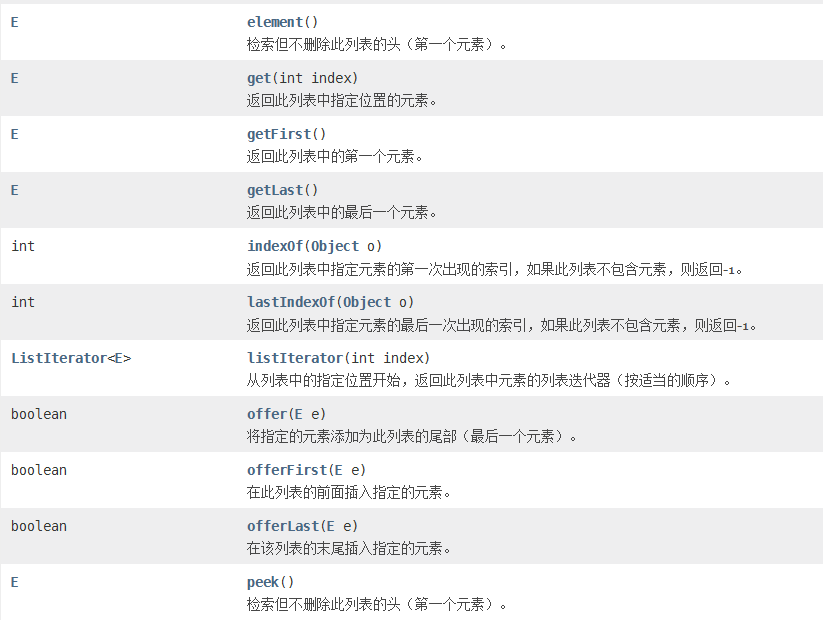 E element()
检索但不删除此列表的头（第一个元素）。
E get(int index)
返回此列表中指定位置的元素。
E getFirst()
返回此列表中的第一个元素。
E getLast()
返回此列表中的最后一个元素。
int indexOf(Object o)
返回此列表中指定元素的第一次出现的索引，如果此列表不包含元素，则返回-1。
int lastIndexOf(Object o)
返回此列表中指定元素的最后一次出现的索引，如果此列表不包含元素，则返回-1。
ListIterator<E> listIterator(int index)
从列表中的指定位置开始，返回此列表中元素的列表迭代器（按适当的顺序）。
boolean offer(E e)
将指定的元素添加为此列表的尾部（最后一个元素）。
boolean offerFirst(E e)
在此列表的前面插入指定的元素。
boolean offerLast(E e)
在该列表的末尾插入指定的元素。
E peek()
检索但不删除此列表的头（第一个元素）。